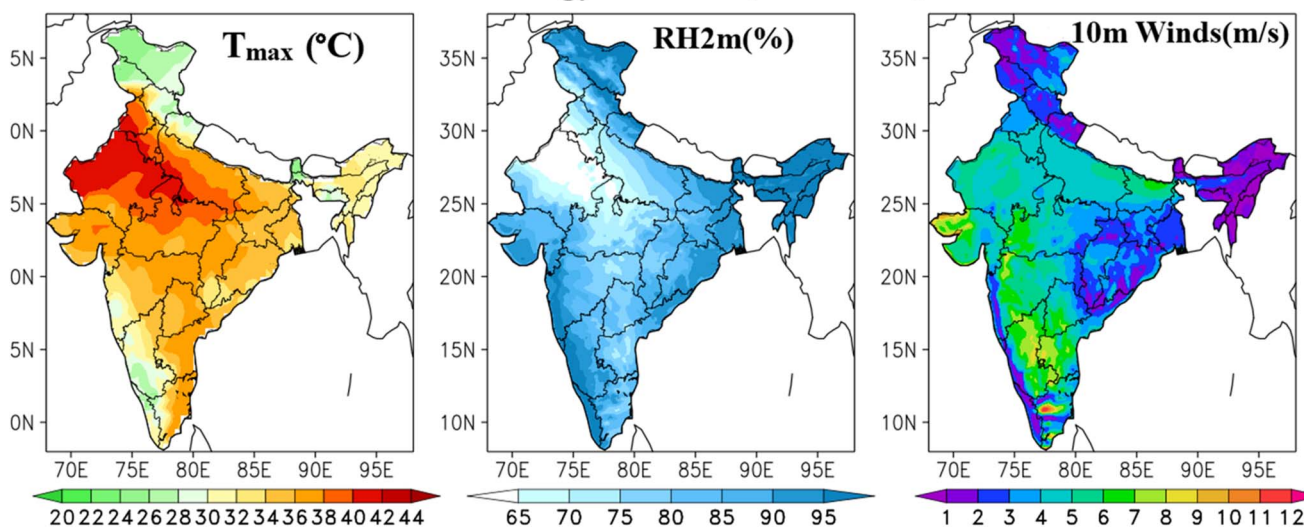 T max (°C)
RH2m(%)
10m Winds(m/s)
5N 35N 35N
0N 30N 30N
5N 25N 25N
0N 20N 20N
5N 15N 15N
0N 10N 10N
70E 75E 80E 85E 90E 95E 70E 75E 80E 85E 90E 95E 70E 75E 80E 85E 90E 95E
20 22 24 26 28 30 32 34 36 38 40 42 44 65 70 75 80 85 90 95 1 2 3 4 5 6 7 8 9 10 11 12